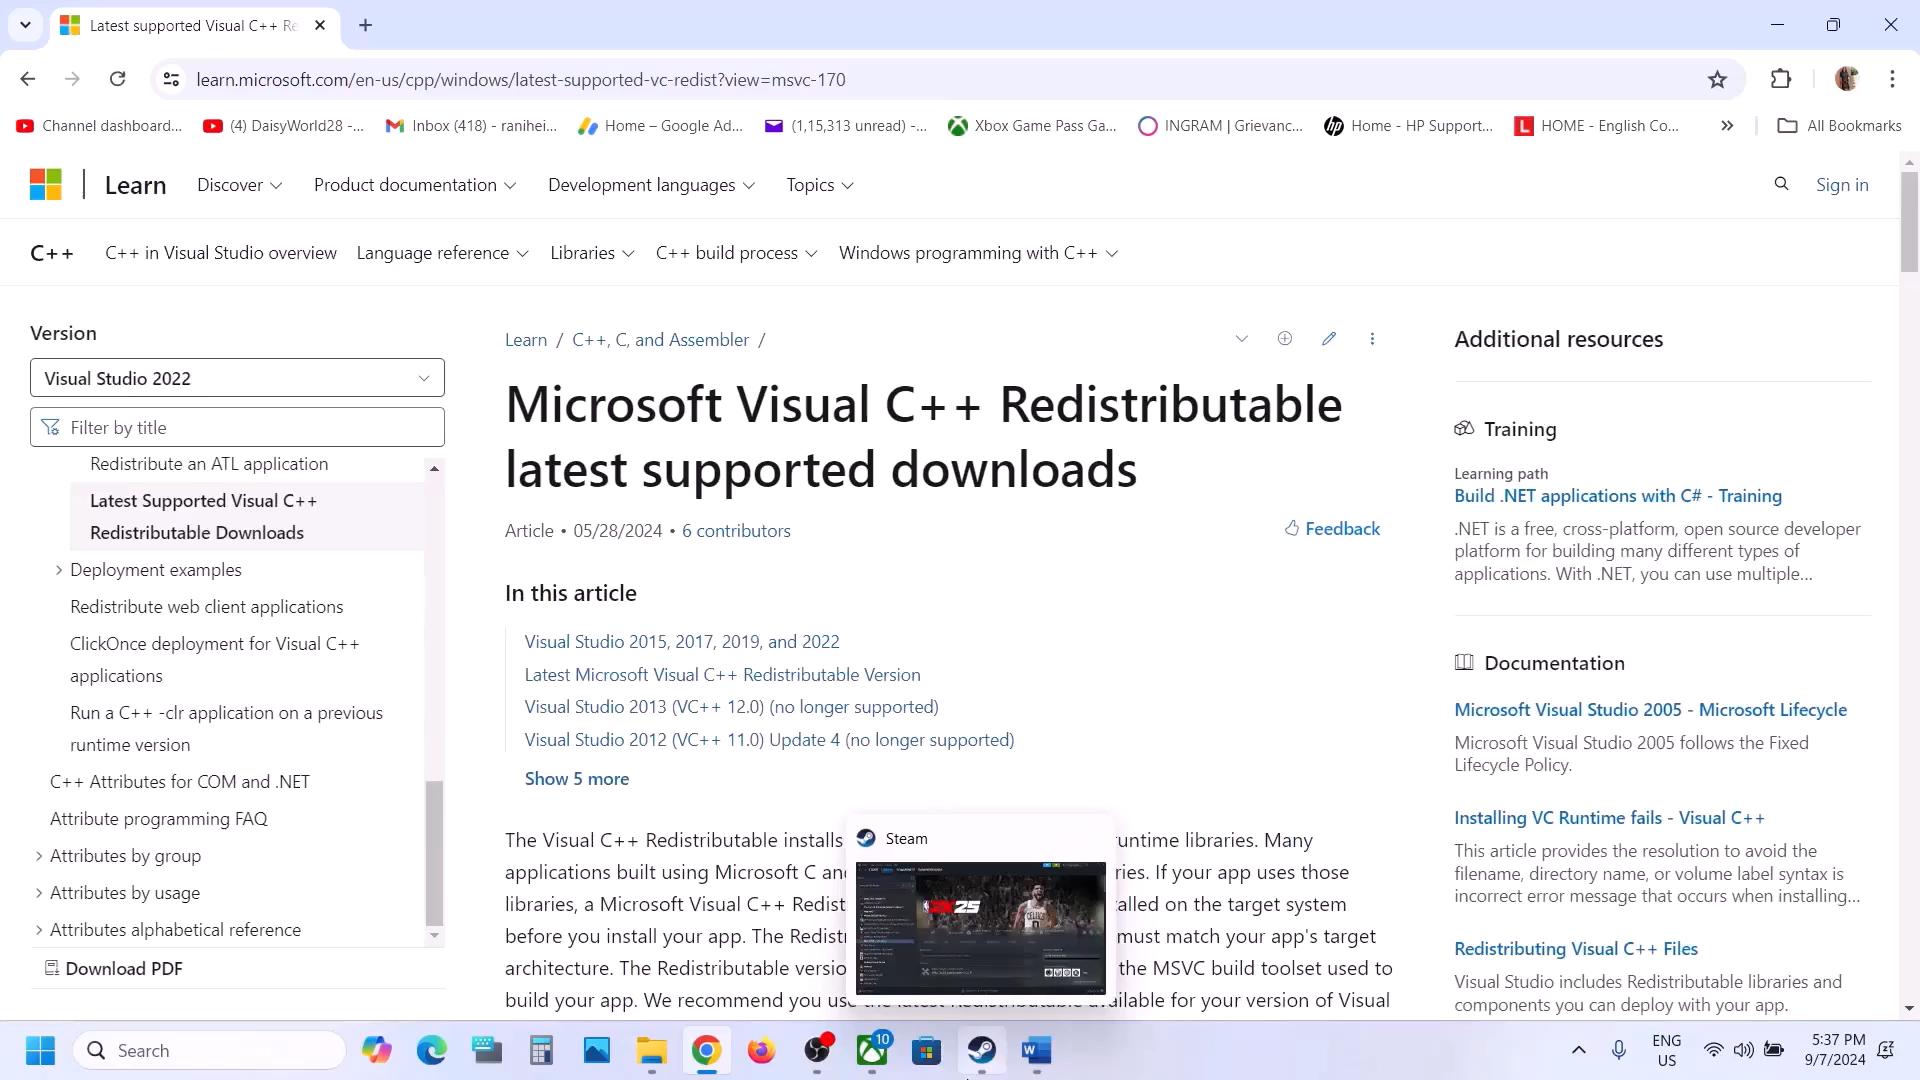 Latest supported Visual C++ Re
learn.microsoft.com/en-us/cpp/windows/latest-supported-vc-redist?view=msvc-170
Channel dashboard...
(4) DaisyWorld28 -...
Inbox (418) - ranihei...
Home – Google Ad...
(1,15,313 unread) -...
Xbox Game Pass Ga...
INGRAM | Grievanc...
Home - HP Support...
HOME - English Co...
All Bookmarks
Learn
Discover
Product documentation
Development languages
Topics
Sign in
C++
C++ in Visual Studio overview
Language reference
Libraries
C++ build process
Windows programming with C++
Version
Visual Studio 2022
Filter by title
Redistribute an ATL application
Latest Supported Visual C++
Redistributable Downloads
Deployment examples
Redistribute web client applications
ClickOnce deployment for Visual C++
applications
Run a C++ -clr application on a previous
runtime version
C++ Attributes for COM and .NET
Attribute programming FAQ
Attributes by group
Attributes by usage
Attributes alphabetical reference
Download PDF
Learn / C++, C, and Assembler /
Microsoft Visual C++ Redistributable
latest supported downloads
Article • 05/28/2024 • 6 contributors
Feedback
In this article
Visual Studio 2015, 2017, 2019, and 2022
Latest Microsoft Visual C++ Redistributable Version
Visual Studio 2013 (VC++ 12.0) (no longer supported)
Visual Studio 2012 (VC++ 11.0) Update 4 (no longer supported)
Show 5 more
The Visual C++ Redistributable installs runtime libraries. Many
applications built using Microsoft C an ries. If your app uses those
libraries, a Microsoft Visual C++ Redist alled on the target system
before you install your app. The Redistr must match your app's target
architecture. The Redistributable versio the MSVC build toolset used to
build your app. We recommend you use the latest Redistributable available for your version of Visual
Steam
2K25
Additional resources
Training
Learning path
Build .NET applications with C# - Training
.NET is a free, cross-platform, open source developer
platform for building many different types of
applications. With .NET, you can use multiple...
Documentation
Microsoft Visual Studio 2005 - Microsoft Lifecycle
Microsoft Visual Studio 2005 follows the Fixed
Lifecycle Policy.
Installing VC Runtime fails - Visual C++
This article provides the resolution to avoid the
filename, directory name, or volume label syntax is
incorrect error message that occurs when installing...
Redistributing Visual C++ Files
Visual Studio includes Redistributable libraries and
components you can deploy with your app.
Search
10
ENG
US
5:37 PM
9/7/2024